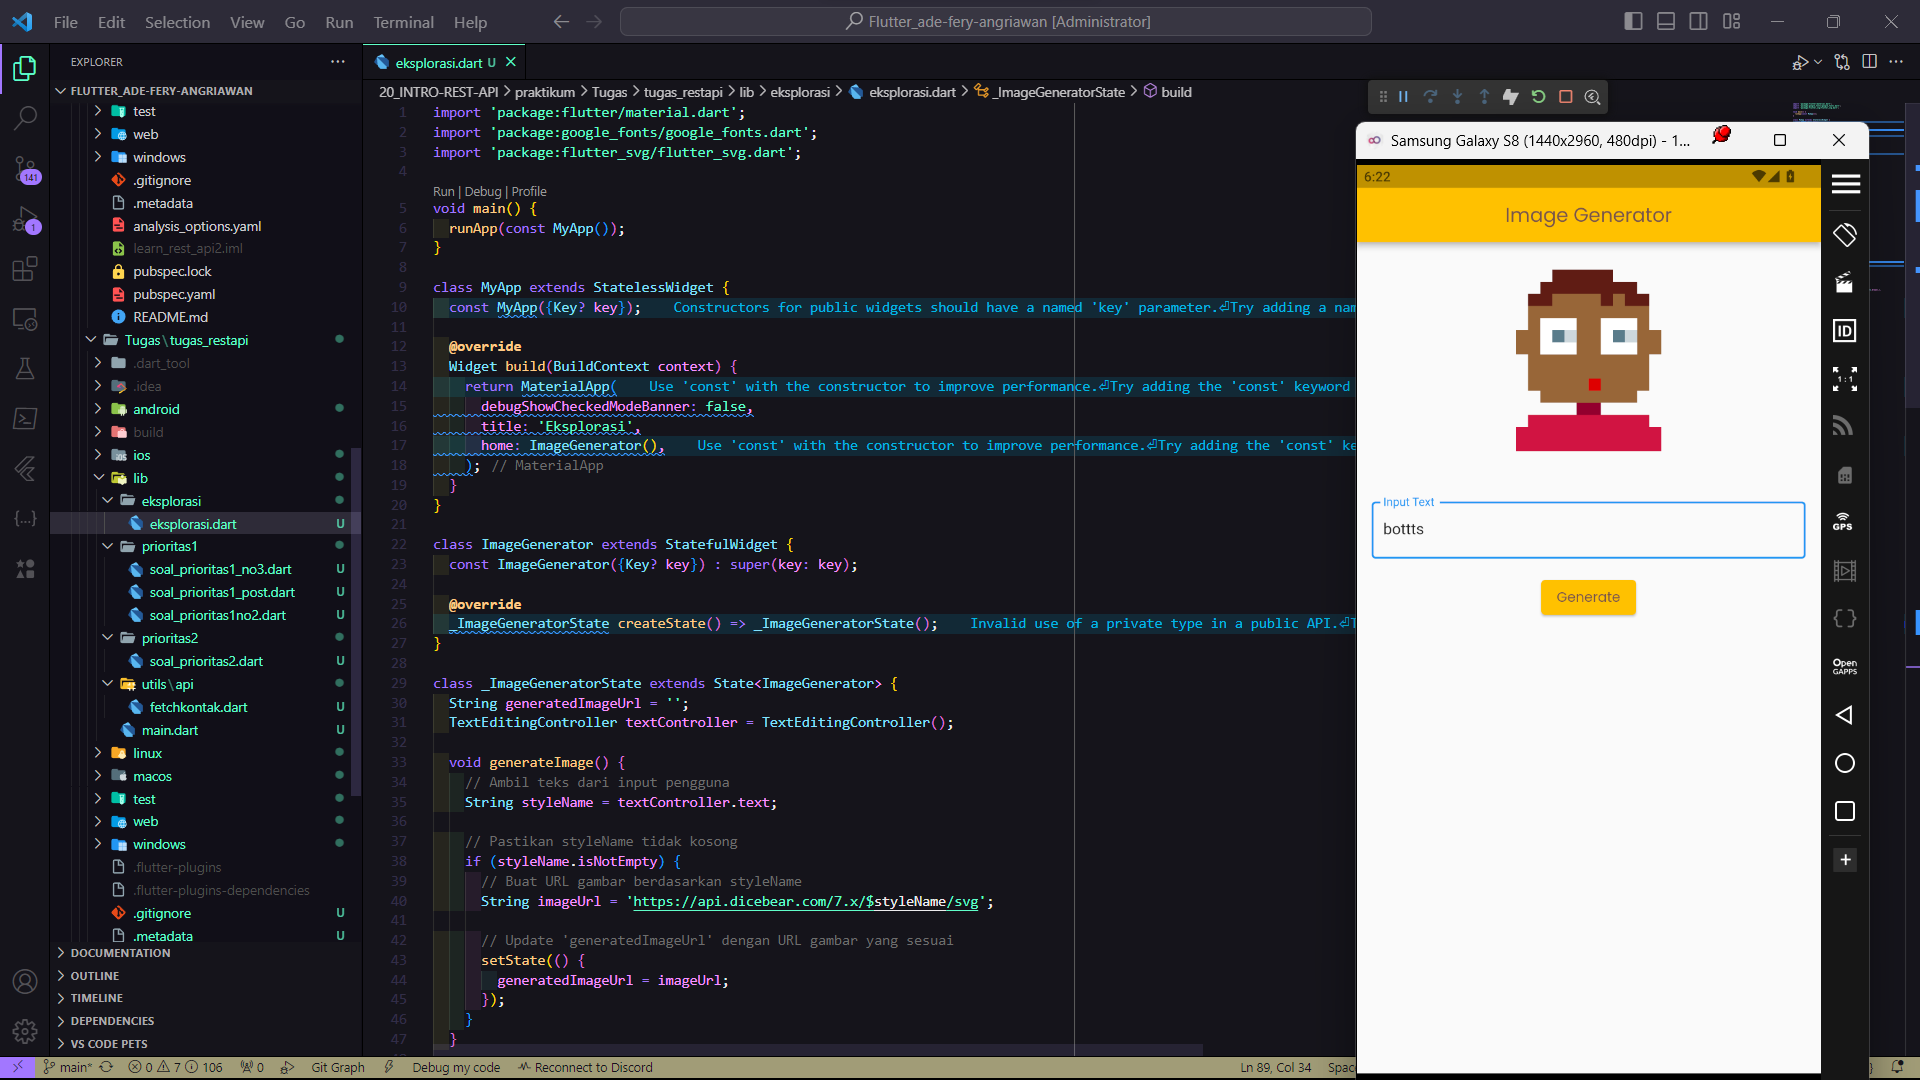 File Edit Selection View Go Run Terminal Help
Flutter_ade-fery-angriawan [Administrator]
EXPLORER
FLUTTER_ADE-FERY-ANGRIAWAN
test
web
windows
.gitignore
.metadata
analysis_options.yaml
learn_rest_api2.iml
pubspec.lock
pubspec.yaml
README.md
Tugas\tugas_restapi
.dart_tool
.idea
android
build
ios
lib
eksplorasi
eksplorasi.dart U
prioritas1
soal_prioritas1_no3.dart U
soal_prioritas1_post.dart U
soal_prioritas1no2.dart U
prioritas2
soal_prioritas2.dart U
utils\api
fetchkontak.dart U
main.dart U
linux
macos
test
web
windows
.flutter-plugins
.flutter-plugins-dependencies
.gitignore U
.metadata U
DOCUMENTATION
OUTLINE
TIMELINE
DEPENDENCIES
VS CODE PETS
141
1
eksplorasi.dart U
20_INTRO-REST-API > praktikum > Tugas > tugas_restapi > lib > eksplorasi > eksplorasi.dart > _ImageGeneratorState > build
1 import 'package:flutter/material.dart';
2 import 'package:google_fonts/google_fonts.dart';
3 import 'package:flutter_svg/flutter_svg.dart';
4
Run | Debug | Profile
5 void main() {
6 runApp(const MyApp());
7 }
8
9 class MyApp extends StatelessWidget {
10 const MyApp({Key? key}); Constructors for public widgets should have a named 'key' parameter.⏎Try adding a nam
11
12 @override
13 Widget build(BuildContext context) {
14 return MaterialApp( Use 'const' with the constructor to improve performance.⏎Try adding the 'const' keyword
15 debugShowCheckedModeBanner: false,
16 title: 'Eksplorasi',
17 home: ImageGenerator(), Use 'const' with the constructor to improve performance.⏎Try adding the 'const' ke
18 ); // MaterialApp
19 }
20 }
21
22 class ImageGenerator extends StatefulWidget {
23 const ImageGenerator({Key? key}) : super(key: key);
24
25 @override
26 _ImageGeneratorState createState() => _ImageGeneratorState(); Invalid use of a private type in a public API.⏎T
27 }
28
29 class _ImageGeneratorState extends State<ImageGenerator> {
30 String generatedImageUrl = '';
31 TextEditingController textController = TextEditingController();
32
33 void generateImage() {
34 // Ambil teks dari input pengguna
35 String styleName = textController.text;
36
37 // Pastikan styleName tidak kosong
38 if (styleName.isNotEmpty) {
39 // Buat URL gambar berdasarkan styleName
40 String imageUrl = 'https://api.dicebear.com/7.x/$styleName/svg';
41
42 // Update 'generatedImageUrl' dengan URL gambar yang sesuai
43 setState(() {
44 generatedImageUrl = imageUrl;
45 });
46 }
47 }
Samsung Galaxy S8 (1440x2960, 480dpi) - 1...
6:22
Image Generator
Input Text
bottts
Generate
ID
1:1
GPS
Open
GAPPS
main* 0 7 106 0 Git Graph Debug my code Reconnect to Discord Ln 89, Col 34 Spac